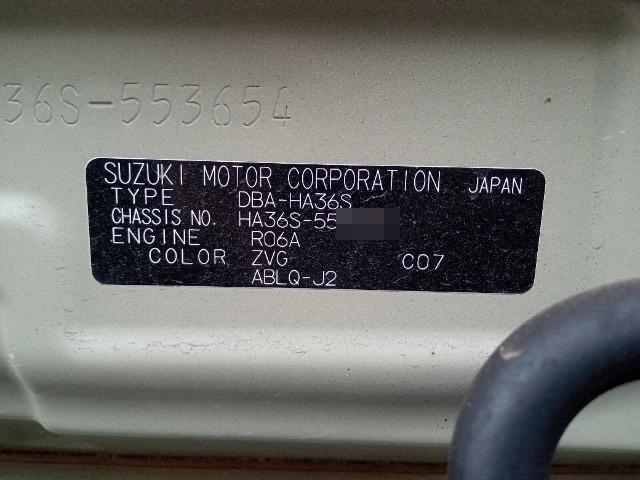 36S-553654
SUZUKI MOTOR CORPORATION JAPAN
TYPE DBA-HA36S
CHASSIS NO. HA36S-55
ENGINE R06A
COLOR ZVG C07
ABLQ-J2